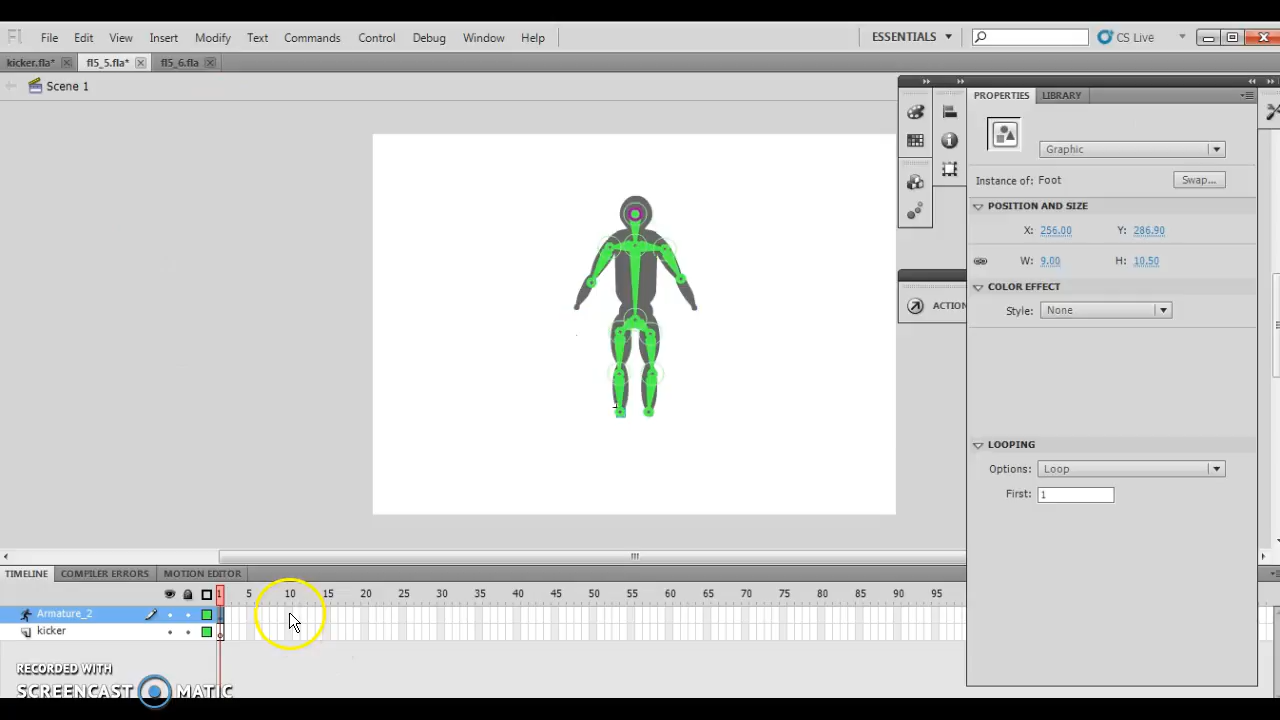 Fl File Edit View Insert Modify Text Commands Control Debug Window Help ESSENTIALS CS Live
kicker.fla* fl5_5.fla* fl5_6.fla
Scene 1
PROPERTIES LIBRARY
Graphic
Instance of: Foot Swap...
POSITION AND SIZE
X: 256.00 Y: 286.90
W: 9.00 H: 10.50
COLOR EFFECT
ACTION
Style: None
LOOPING
Options: Loop
First: 1
TIMELINE COMPILER ERRORS MOTION EDITOR
1 5 10 15 20 25 30 35 40 45 50 55 60 65 70 75 80 85 90 95
Armature_2
kicker
RECORDED WITH
SCREENCAST MATIC